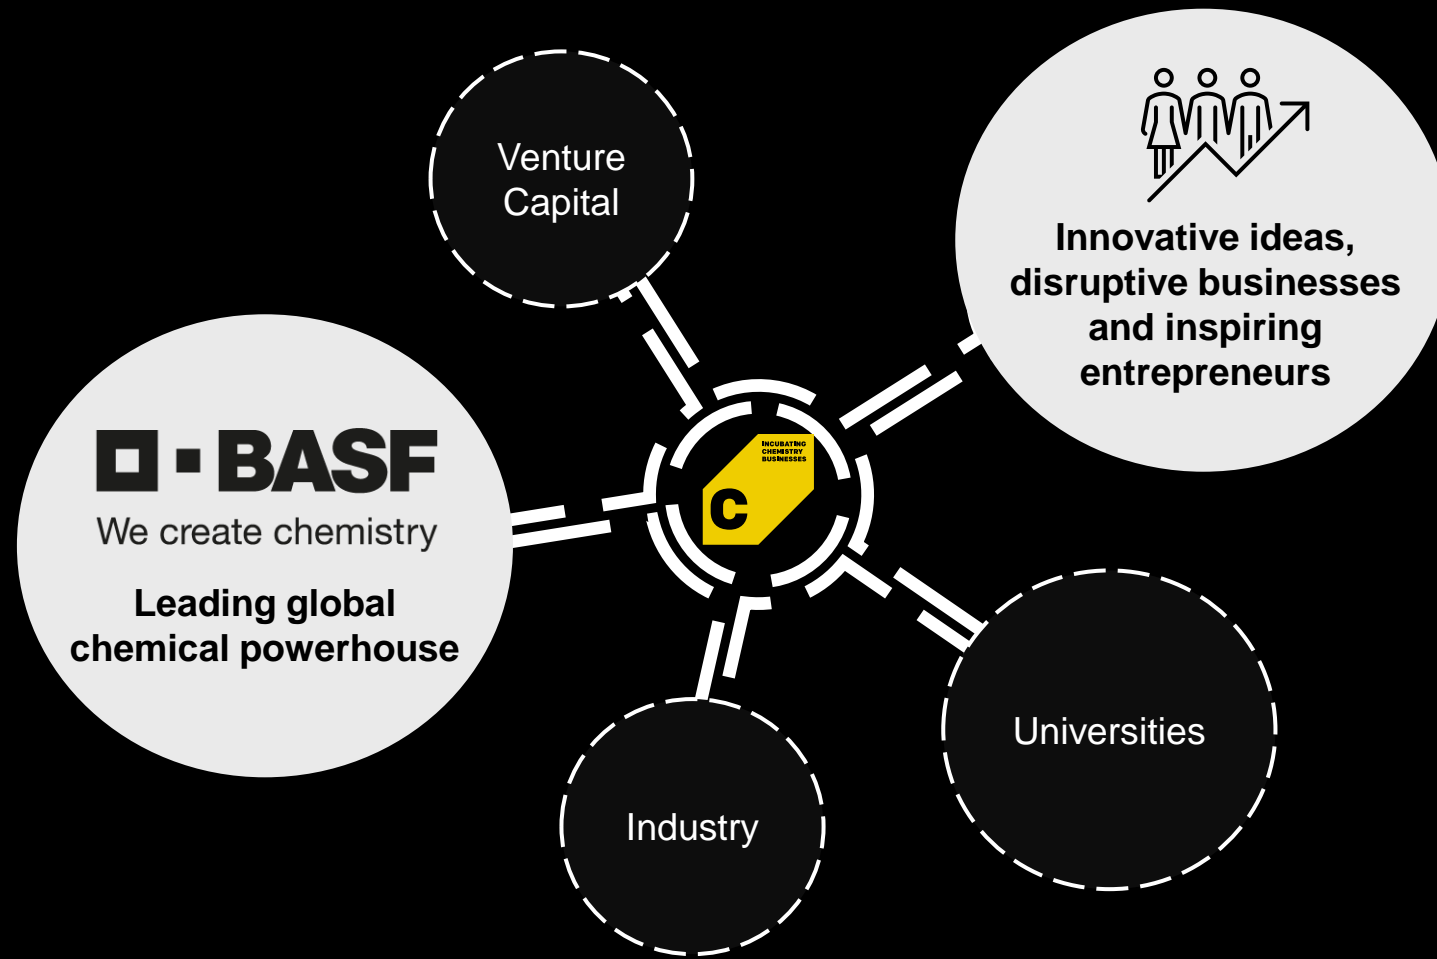 Venture
Capital
Innovative ideas,
disruptive businesses
and inspiring
entrepreneurs
BASF
We create chemistry
Leading global
chemical powerhouse
INCUBATING
CHEMISTRY
BUSINESSES
C
Universities
Industry